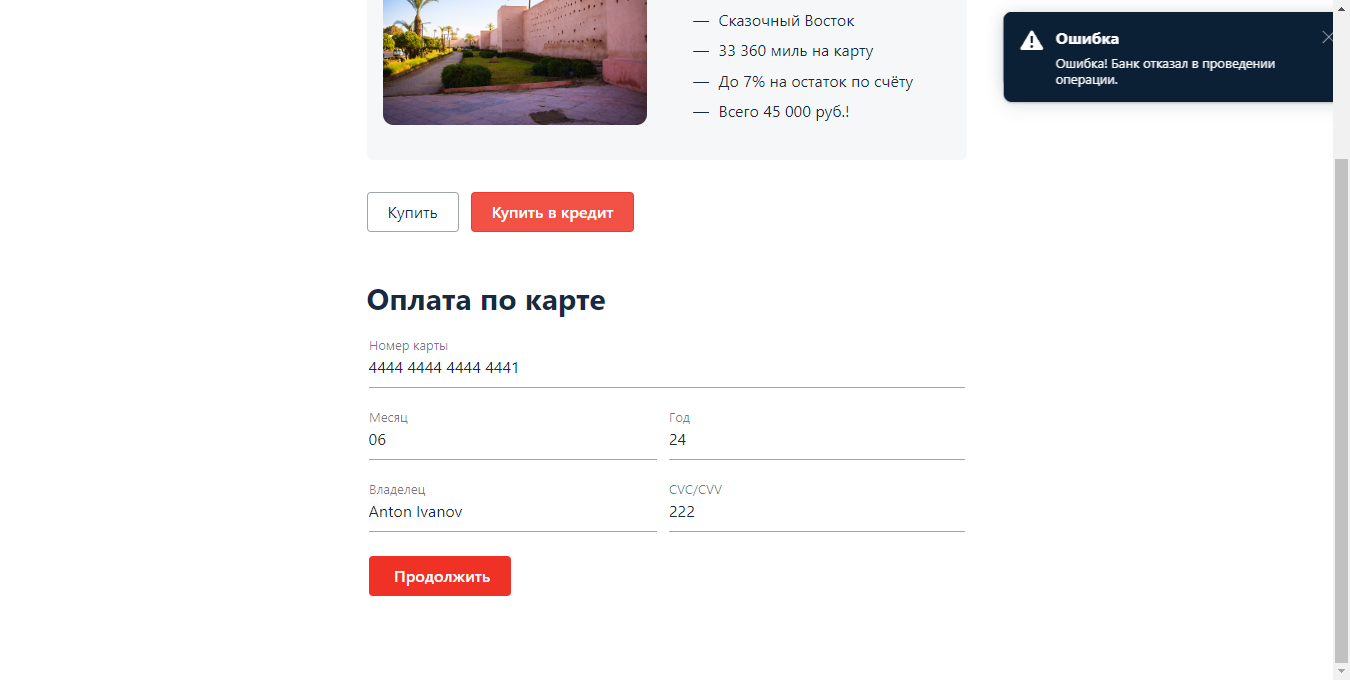 — Сказочный Восток
— 33 360 миль на карту
— До 7% на остаток по счёту
— Всего 45 000 руб.!
Ошибка
Ошибка! Банк отказал в проведении
операции.
Купить
Купить в кредит
Оплата по карте
Номер карты
4444 4444 4444 4441
Месяц
Год
06
24
Владелец
CVC/CVV
Anton Ivanov
222
Продолжить